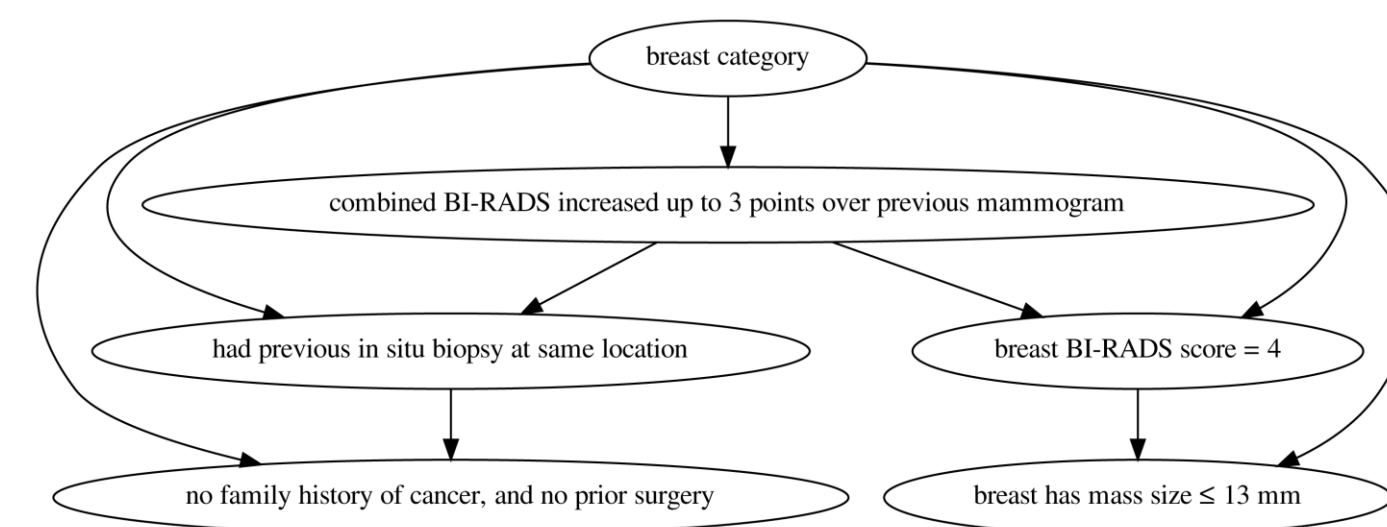 breast category
combined BI-RADS increased up to 3 points over previous mammogram
had previous in situ biopsy at same location
breast BI-RADS score = 4
no family history of cancer, and no prior surgery
breast has mass size ≤ 13 mm